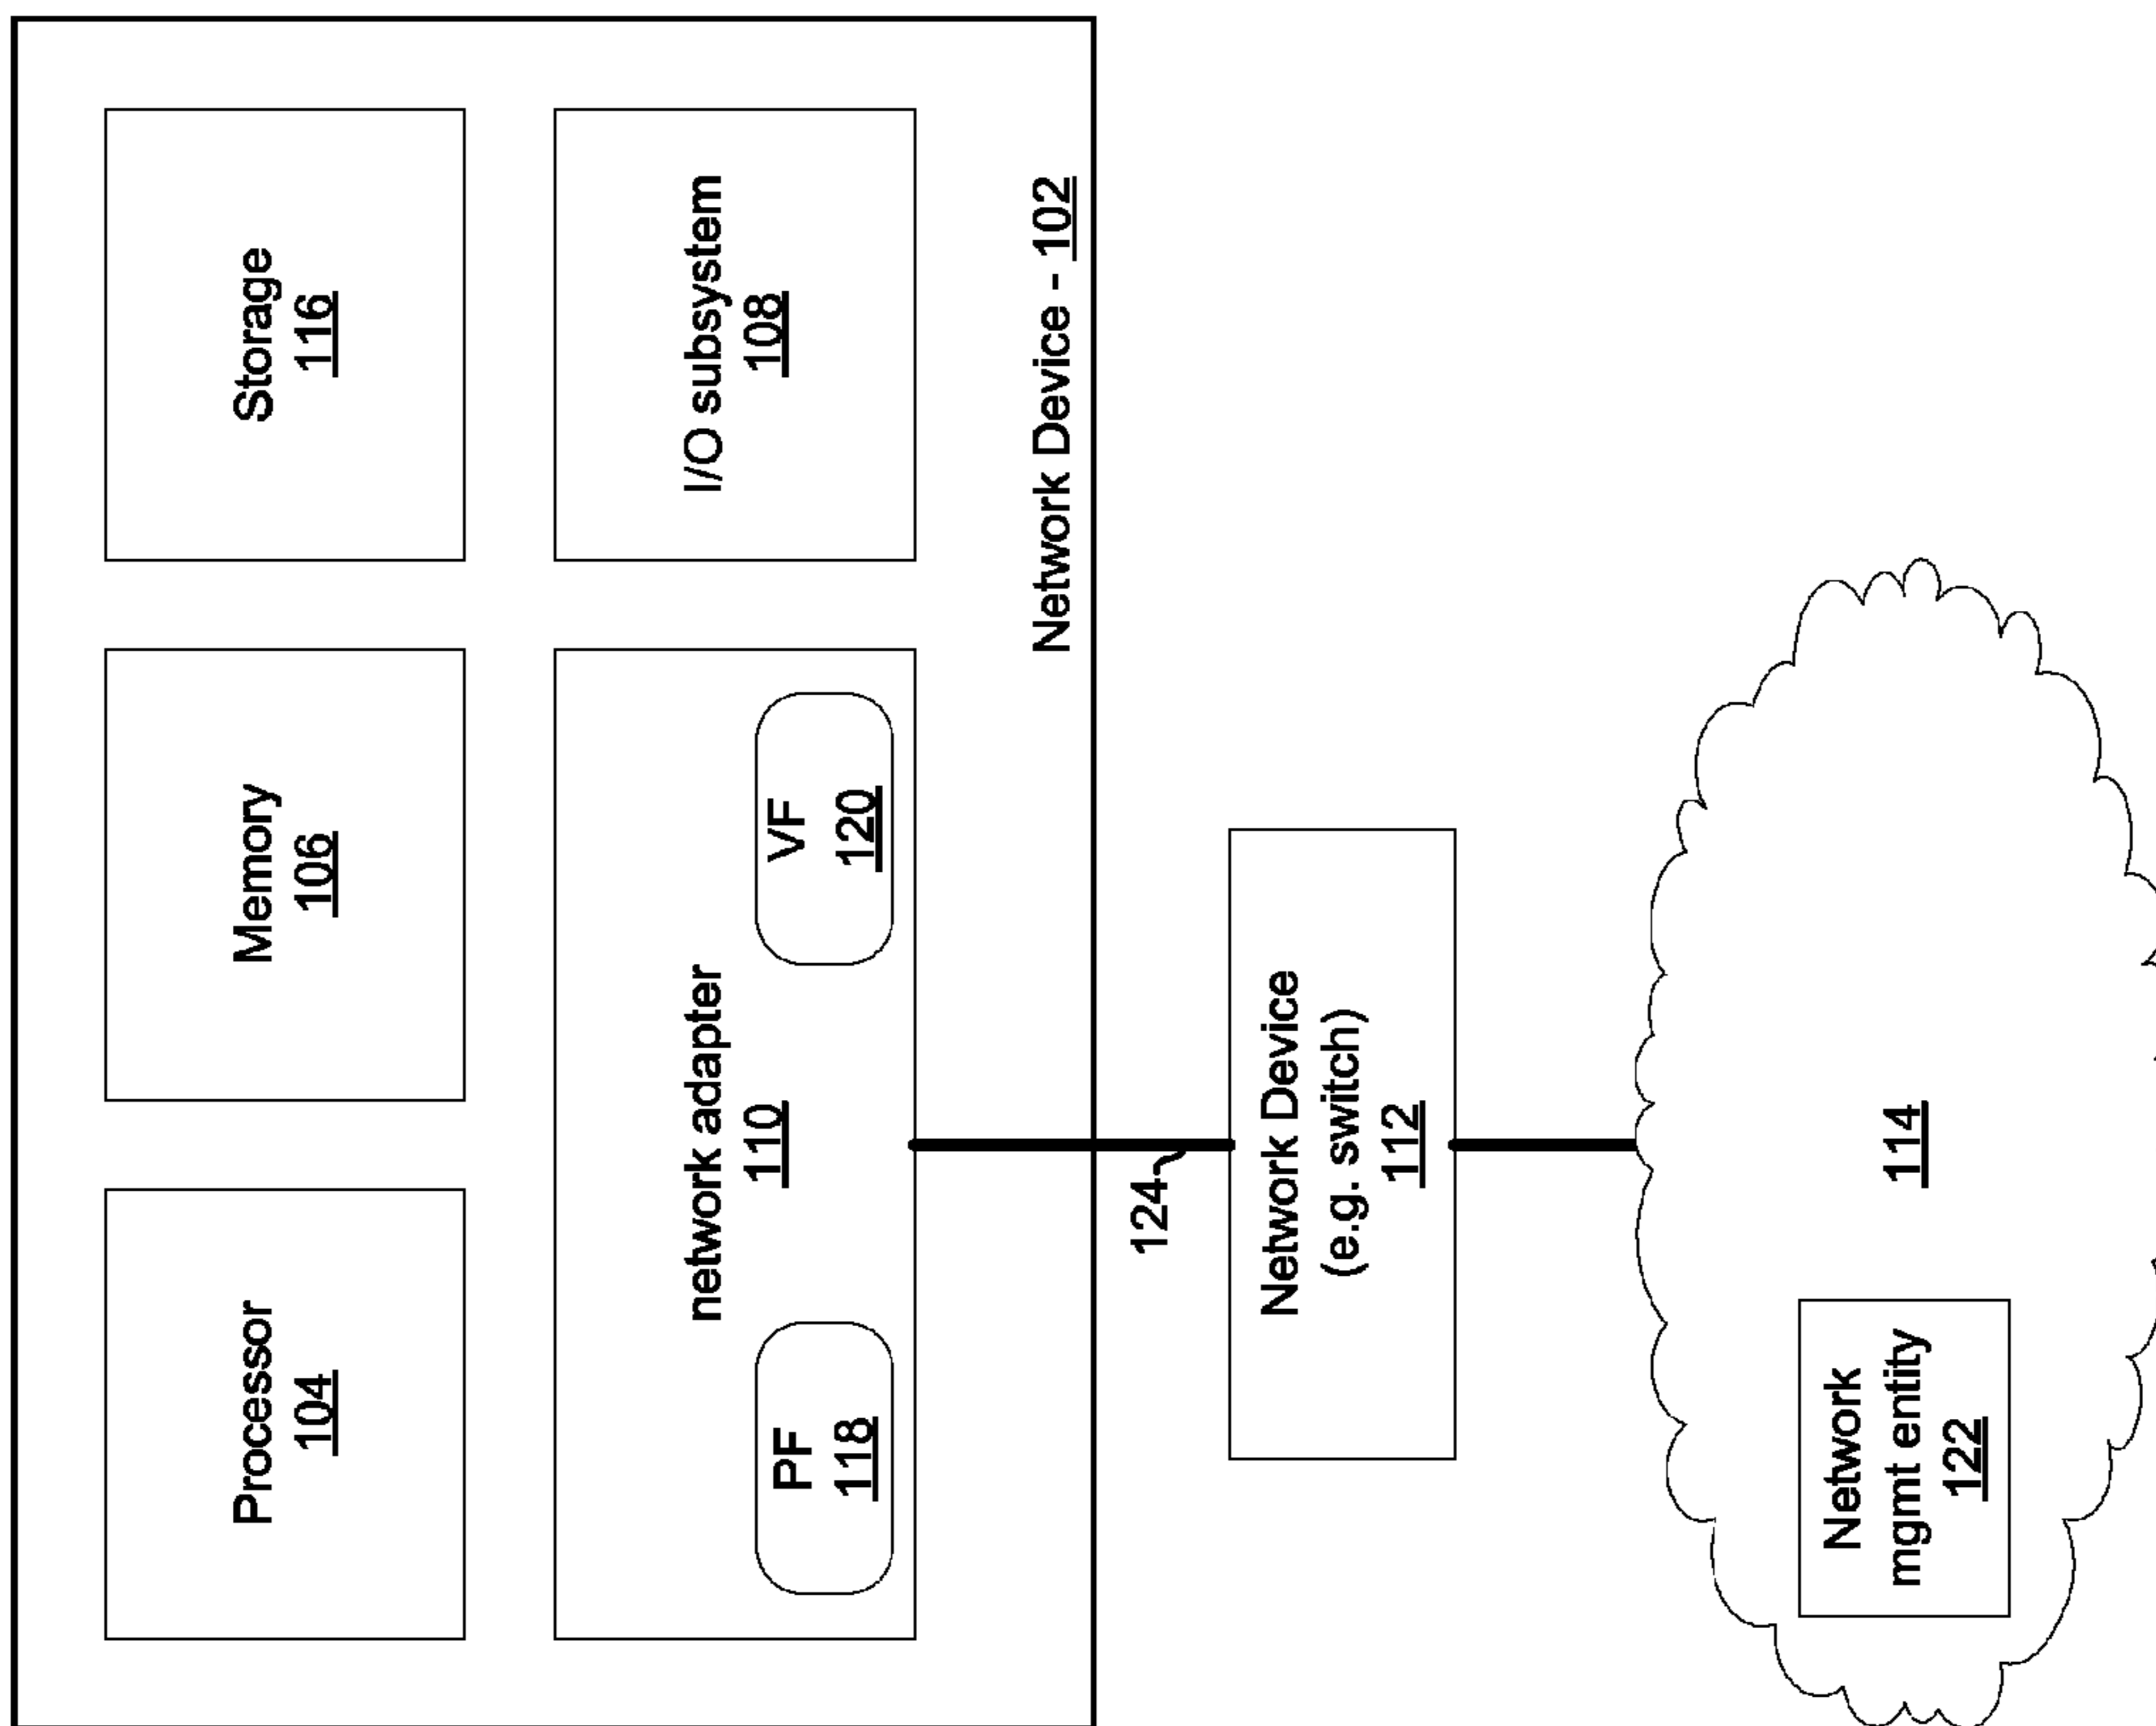 Processor
104
Memory
106
Storage
116
network adapter
110
PF
118
VF
120
I/O subsystem
108
Network Device - 102
124
Network Device
(e.g. switch)
112
114
Network
mgmt entity
122